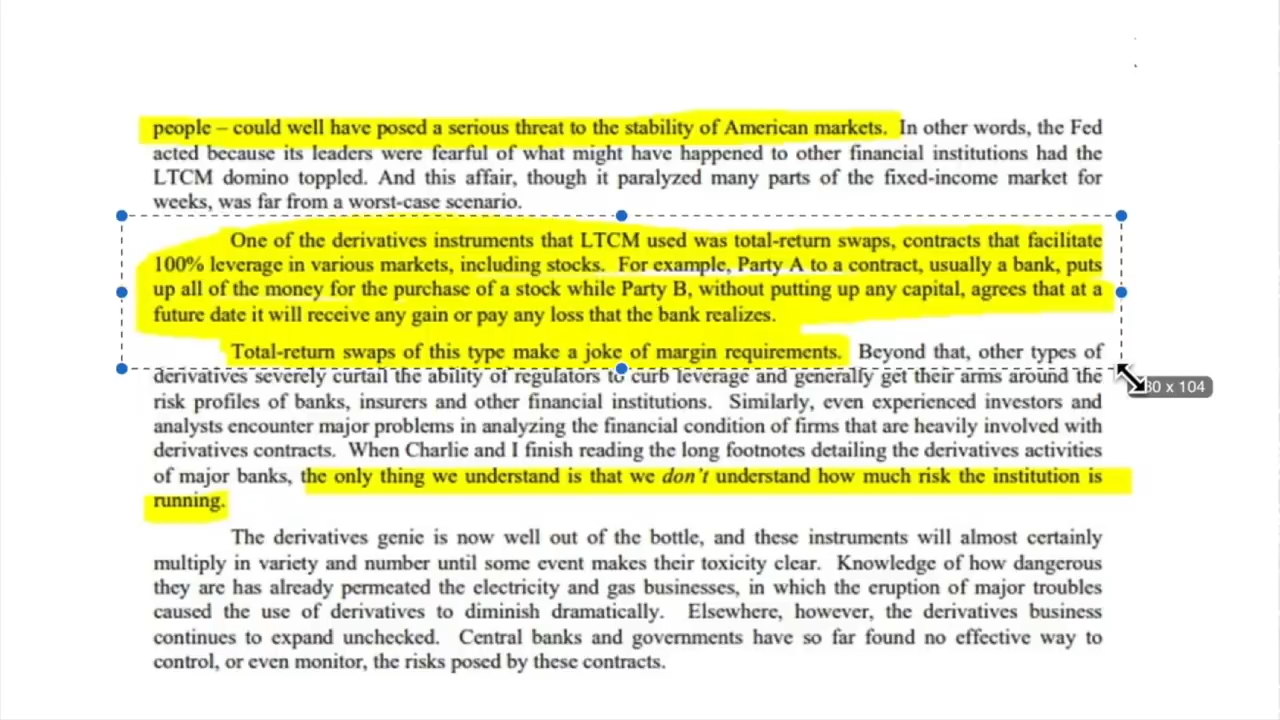 people – could well have posed a serious threat to the stability of American markets. In other words, the Fed
acted because its leaders were fearful of what might have happened to other financial institutions had the
LTCM domino toppled. And this affair, though it paralyzed many parts of the fixed-income market for
weeks, was far from a worst-case scenario.
One of the derivatives instruments that LTCM used was total-return swaps, contracts that facilitate
100% leverage in various markets, including stocks. For example, Party A to a contract, usually a bank, puts
up all of the money for the purchase of a stock while Party B, without putting up any capital, agrees that at a
future date it will receive any gain or pay any loss that the bank realizes.
Total-return swaps of this type make a joke of margin requirements. Beyond that, other types of
derivatives severely curtail the ability of regulators to curb leverage and generally get their arms around the
risk profiles of banks, insurers and other financial institutions. Similarly, even experienced investors and
analysts encounter major problems in analyzing the financial condition of firms that are heavily involved with
derivatives contracts. When Charlie and I finish reading the long footnotes detailing the derivatives activities
of major banks, the only thing we understand is that we don't understand how much risk the institution is
running.
The derivatives genie is now well out of the bottle, and these instruments will almost certainly
multiply in variety and number until some event makes their toxicity clear. Knowledge of how dangerous
they are has already permeated the electricity and gas businesses, in which the eruption of major troubles
caused the use of derivatives to diminish dramatically. Elsewhere, however, the derivatives business
continues to expand unchecked. Central banks and governments have so far found no effective way to
control, or even monitor, the risks posed by these contracts.
x 104